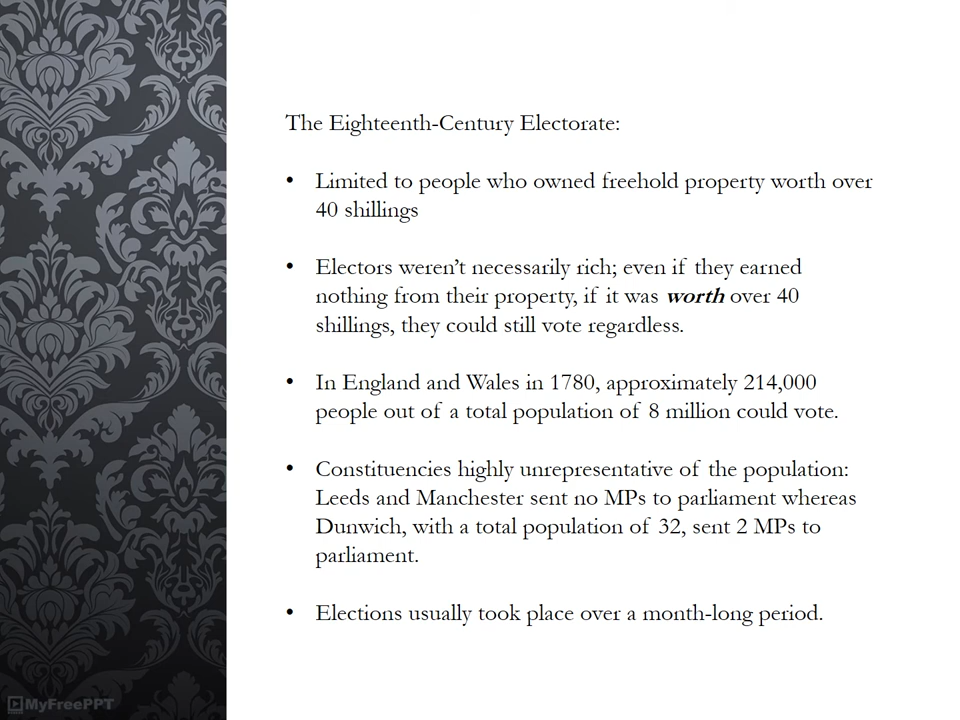 The Eighteenth-Century Electorate:
• Limited to people who owned freehold property worth over
40 shillings
• Electors weren't necessarily rich; even if they earned
nothing from their property, if it was worth over 40
shillings, they could still vote regardless.
• In England and Wales in 1780, approximately 214,000
people out of a total population of 8 million could vote.
• Constituencies highly unrepresentative of the population:
Leeds and Manchester sent no MPs to parliament whereas
Dunwich, with a total population of 32, sent 2 MPs to
parliament.
• Elections usually took place over a month-long period.
MyFreePPT